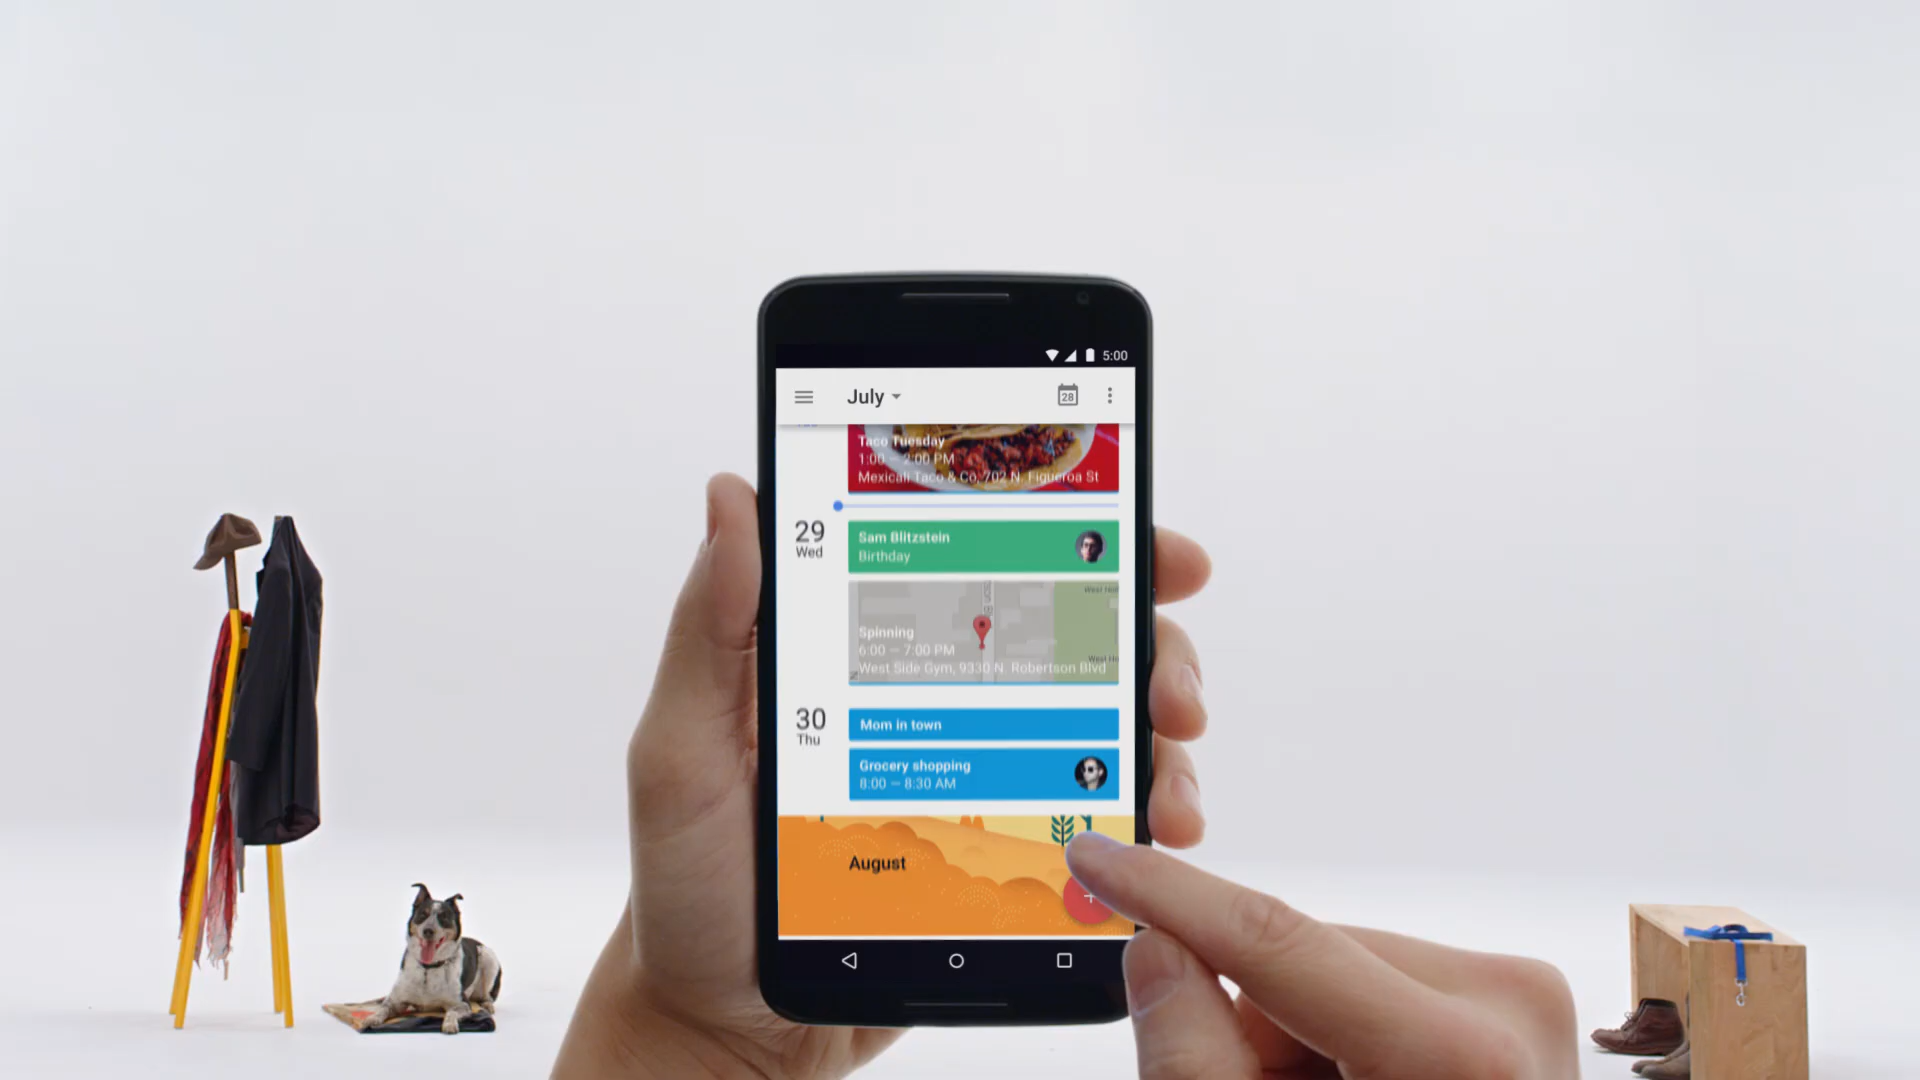 5:00
July
28
Taco Tuesday
1:00 – 2:00 PM
Mexicali Taco & Co, 702 N. Figueroa St
29
Wed
Sam Blitzstein
Birthday
Spinning
6:00 – 7:00 PM
West Side Gym, 9330 N. Robertson Blvd
30
Thu
Mom in town
Grocery shopping
8:00 – 8:30 AM
August